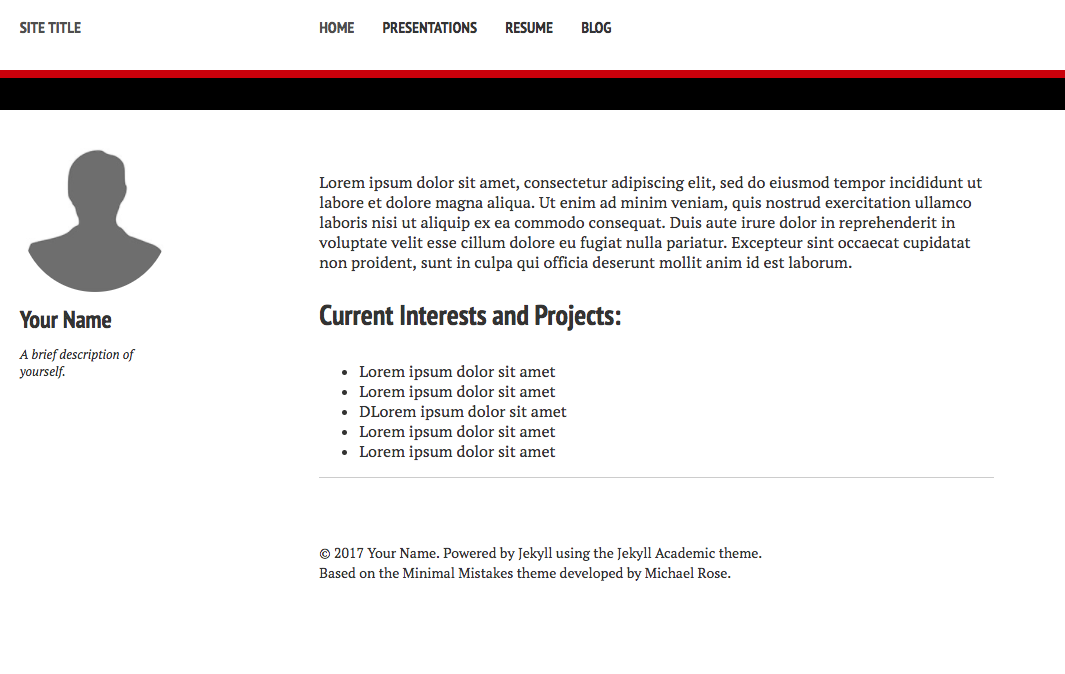 SITE TITLE
HOME PRESENTATIONS RESUME BLOG
Your Name
A brief description of
yourself.
Lorem ipsum dolor sit amet, consectetur adipiscing elit, sed do eiusmod tempor incididunt ut
labore et dolore magna aliqua. Ut enim ad minim veniam, quis nostrud exercitation ullamco
laboris nisi ut aliquip ex ea commodo consequat. Duis aute irure dolor in reprehenderit in
voluptate velit esse cillum dolore eu fugiat nulla pariatur. Excepteur sint occaecat cupidatat
non proident, sunt in culpa qui officia deserunt mollit anim id est laborum.
Current Interests and Projects:
• Lorem ipsum dolor sit amet
• Lorem ipsum dolor sit amet
• DLorem ipsum dolor sit amet
• Lorem ipsum dolor sit amet
• Lorem ipsum dolor sit amet
© 2017 Your Name. Powered by Jekyll using the Jekyll Academic theme.
Based on the Minimal Mistakes theme developed by Michael Rose.